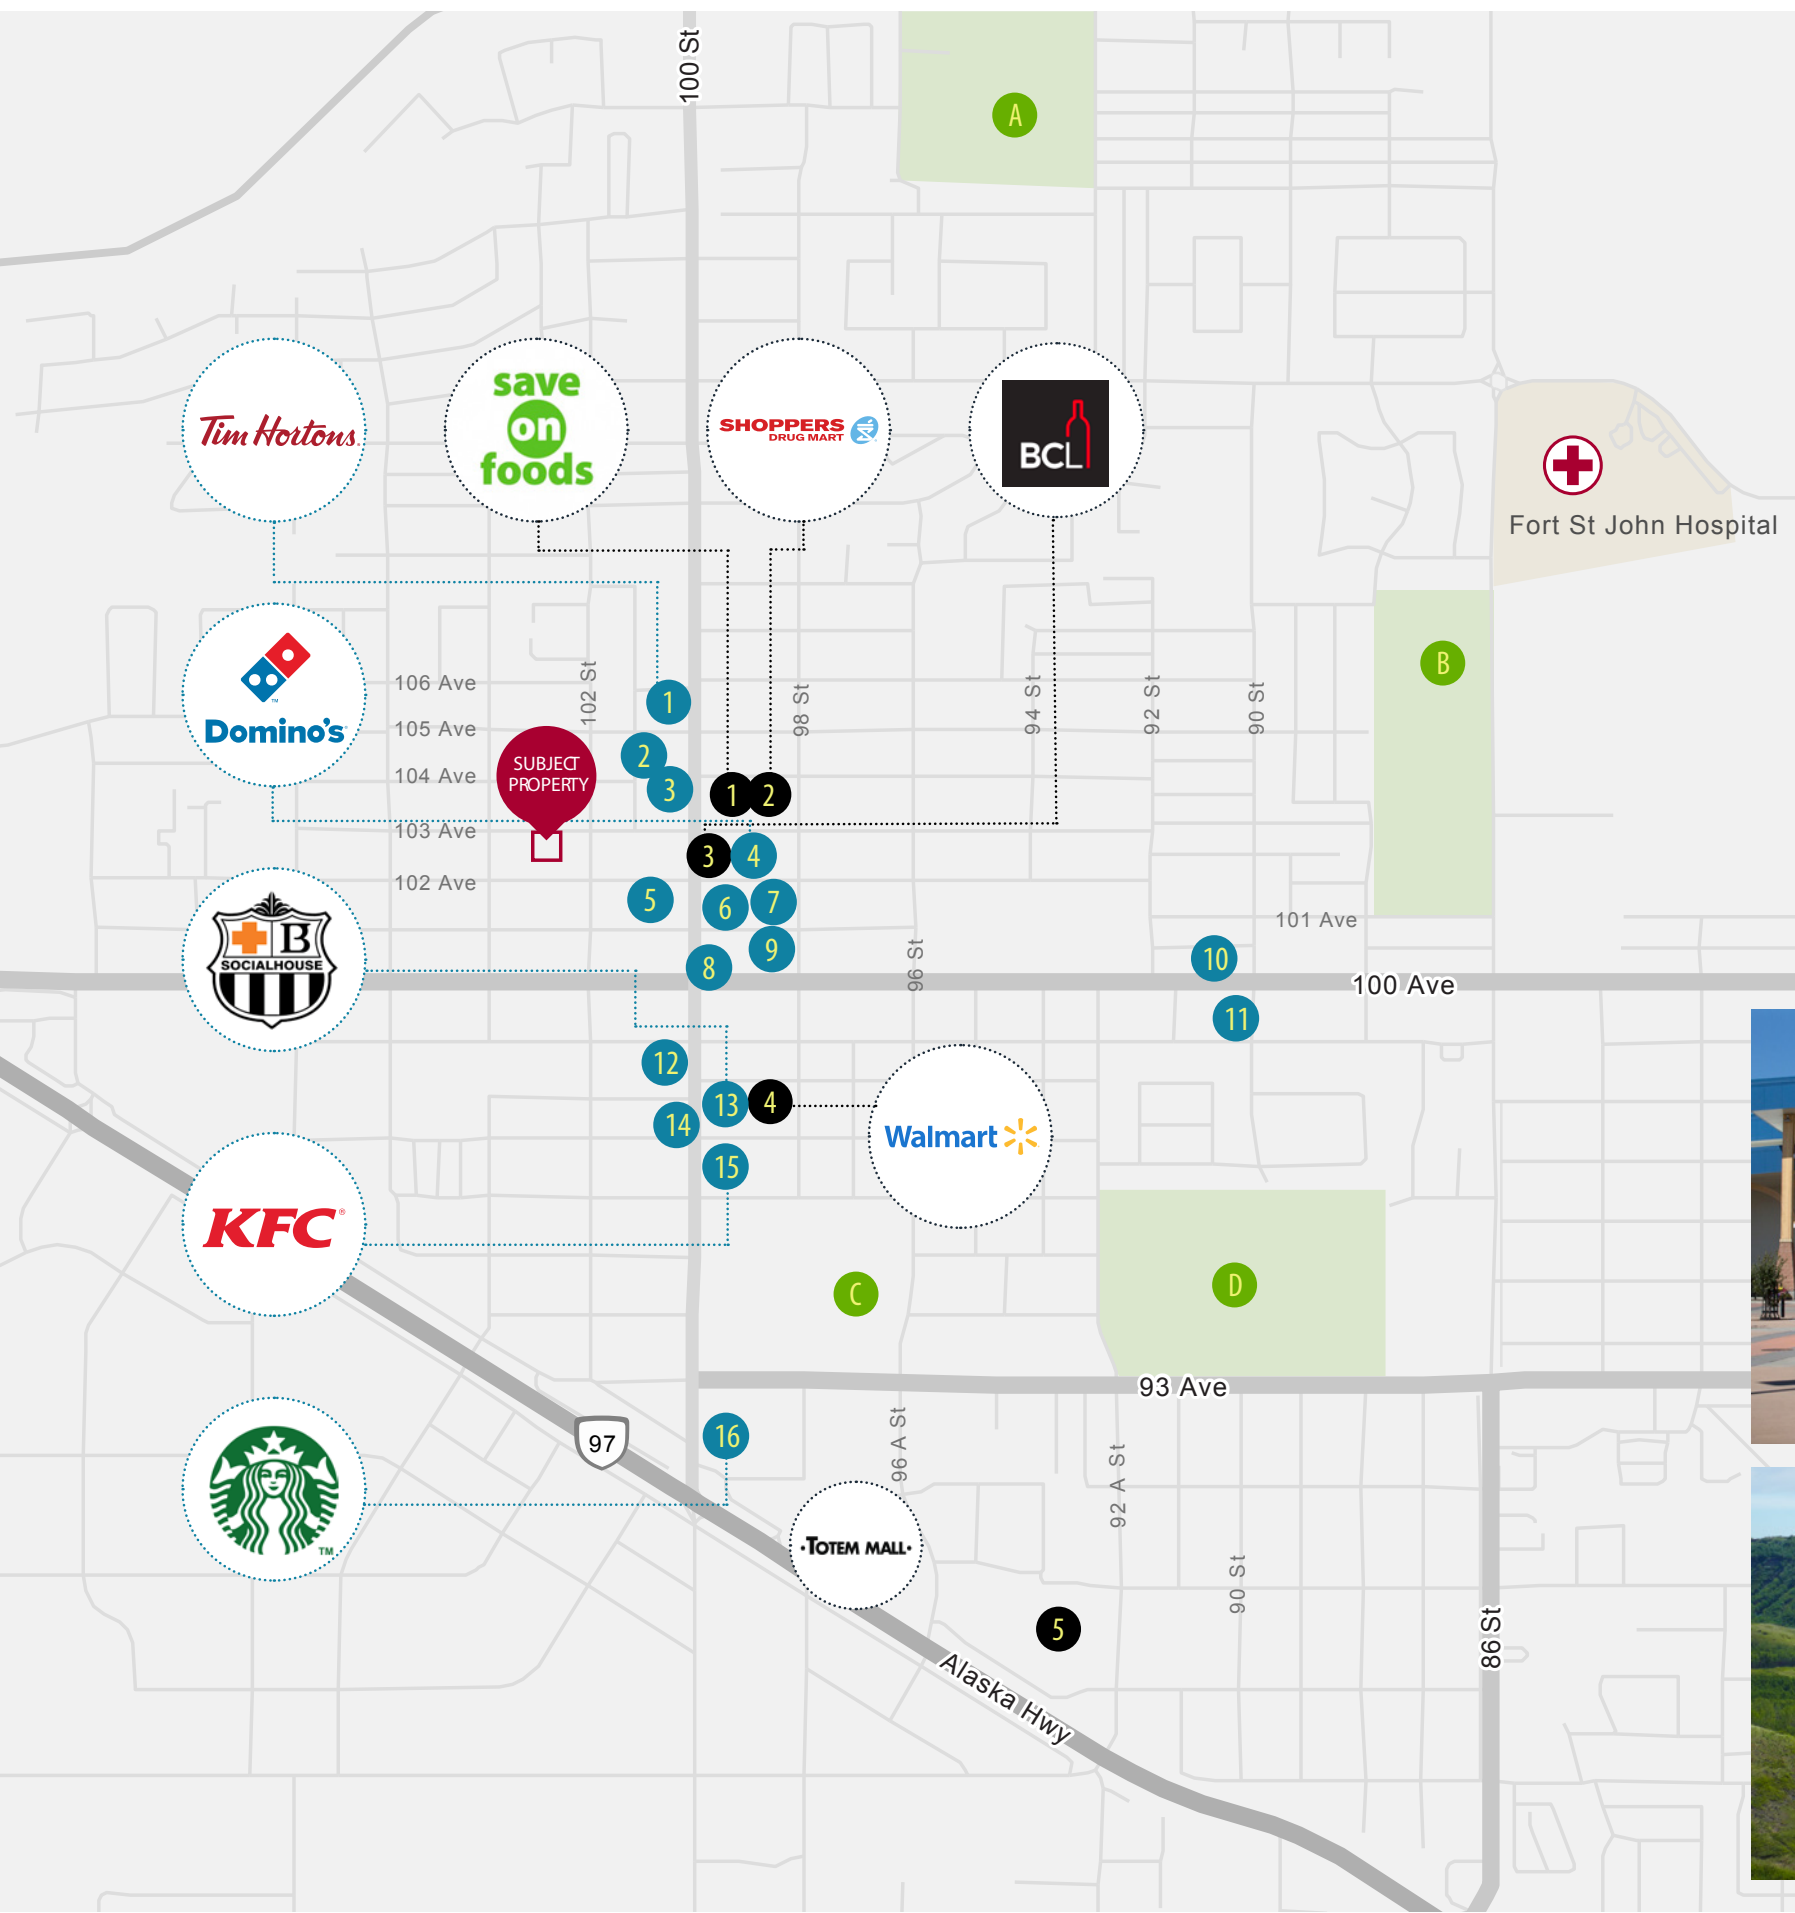 100 St
A
Tim Hortons
save
on
foods
SHOPPERS
DRUG MART
BCL
Fort St John Hospital
Domino's
TM
106 Ave
105 Ave
104 Ave
103 Ave
102 Ave
102 St
98 St
94 St
92 St
90 St
B
SUBJECT
PROPERTY
1
2
3
1
2
3
4
5
6
7
8
9
101 Ave
96 St
10
100 Ave
11
B
SOCIALHOUSE
12
13
4
14
15
Walmart
KFC®
C
D
93 Ave
97
16
96 A St
92 A St
90 St
TM
·TOTEM MALL·
5
86 St
Alaska Hwy